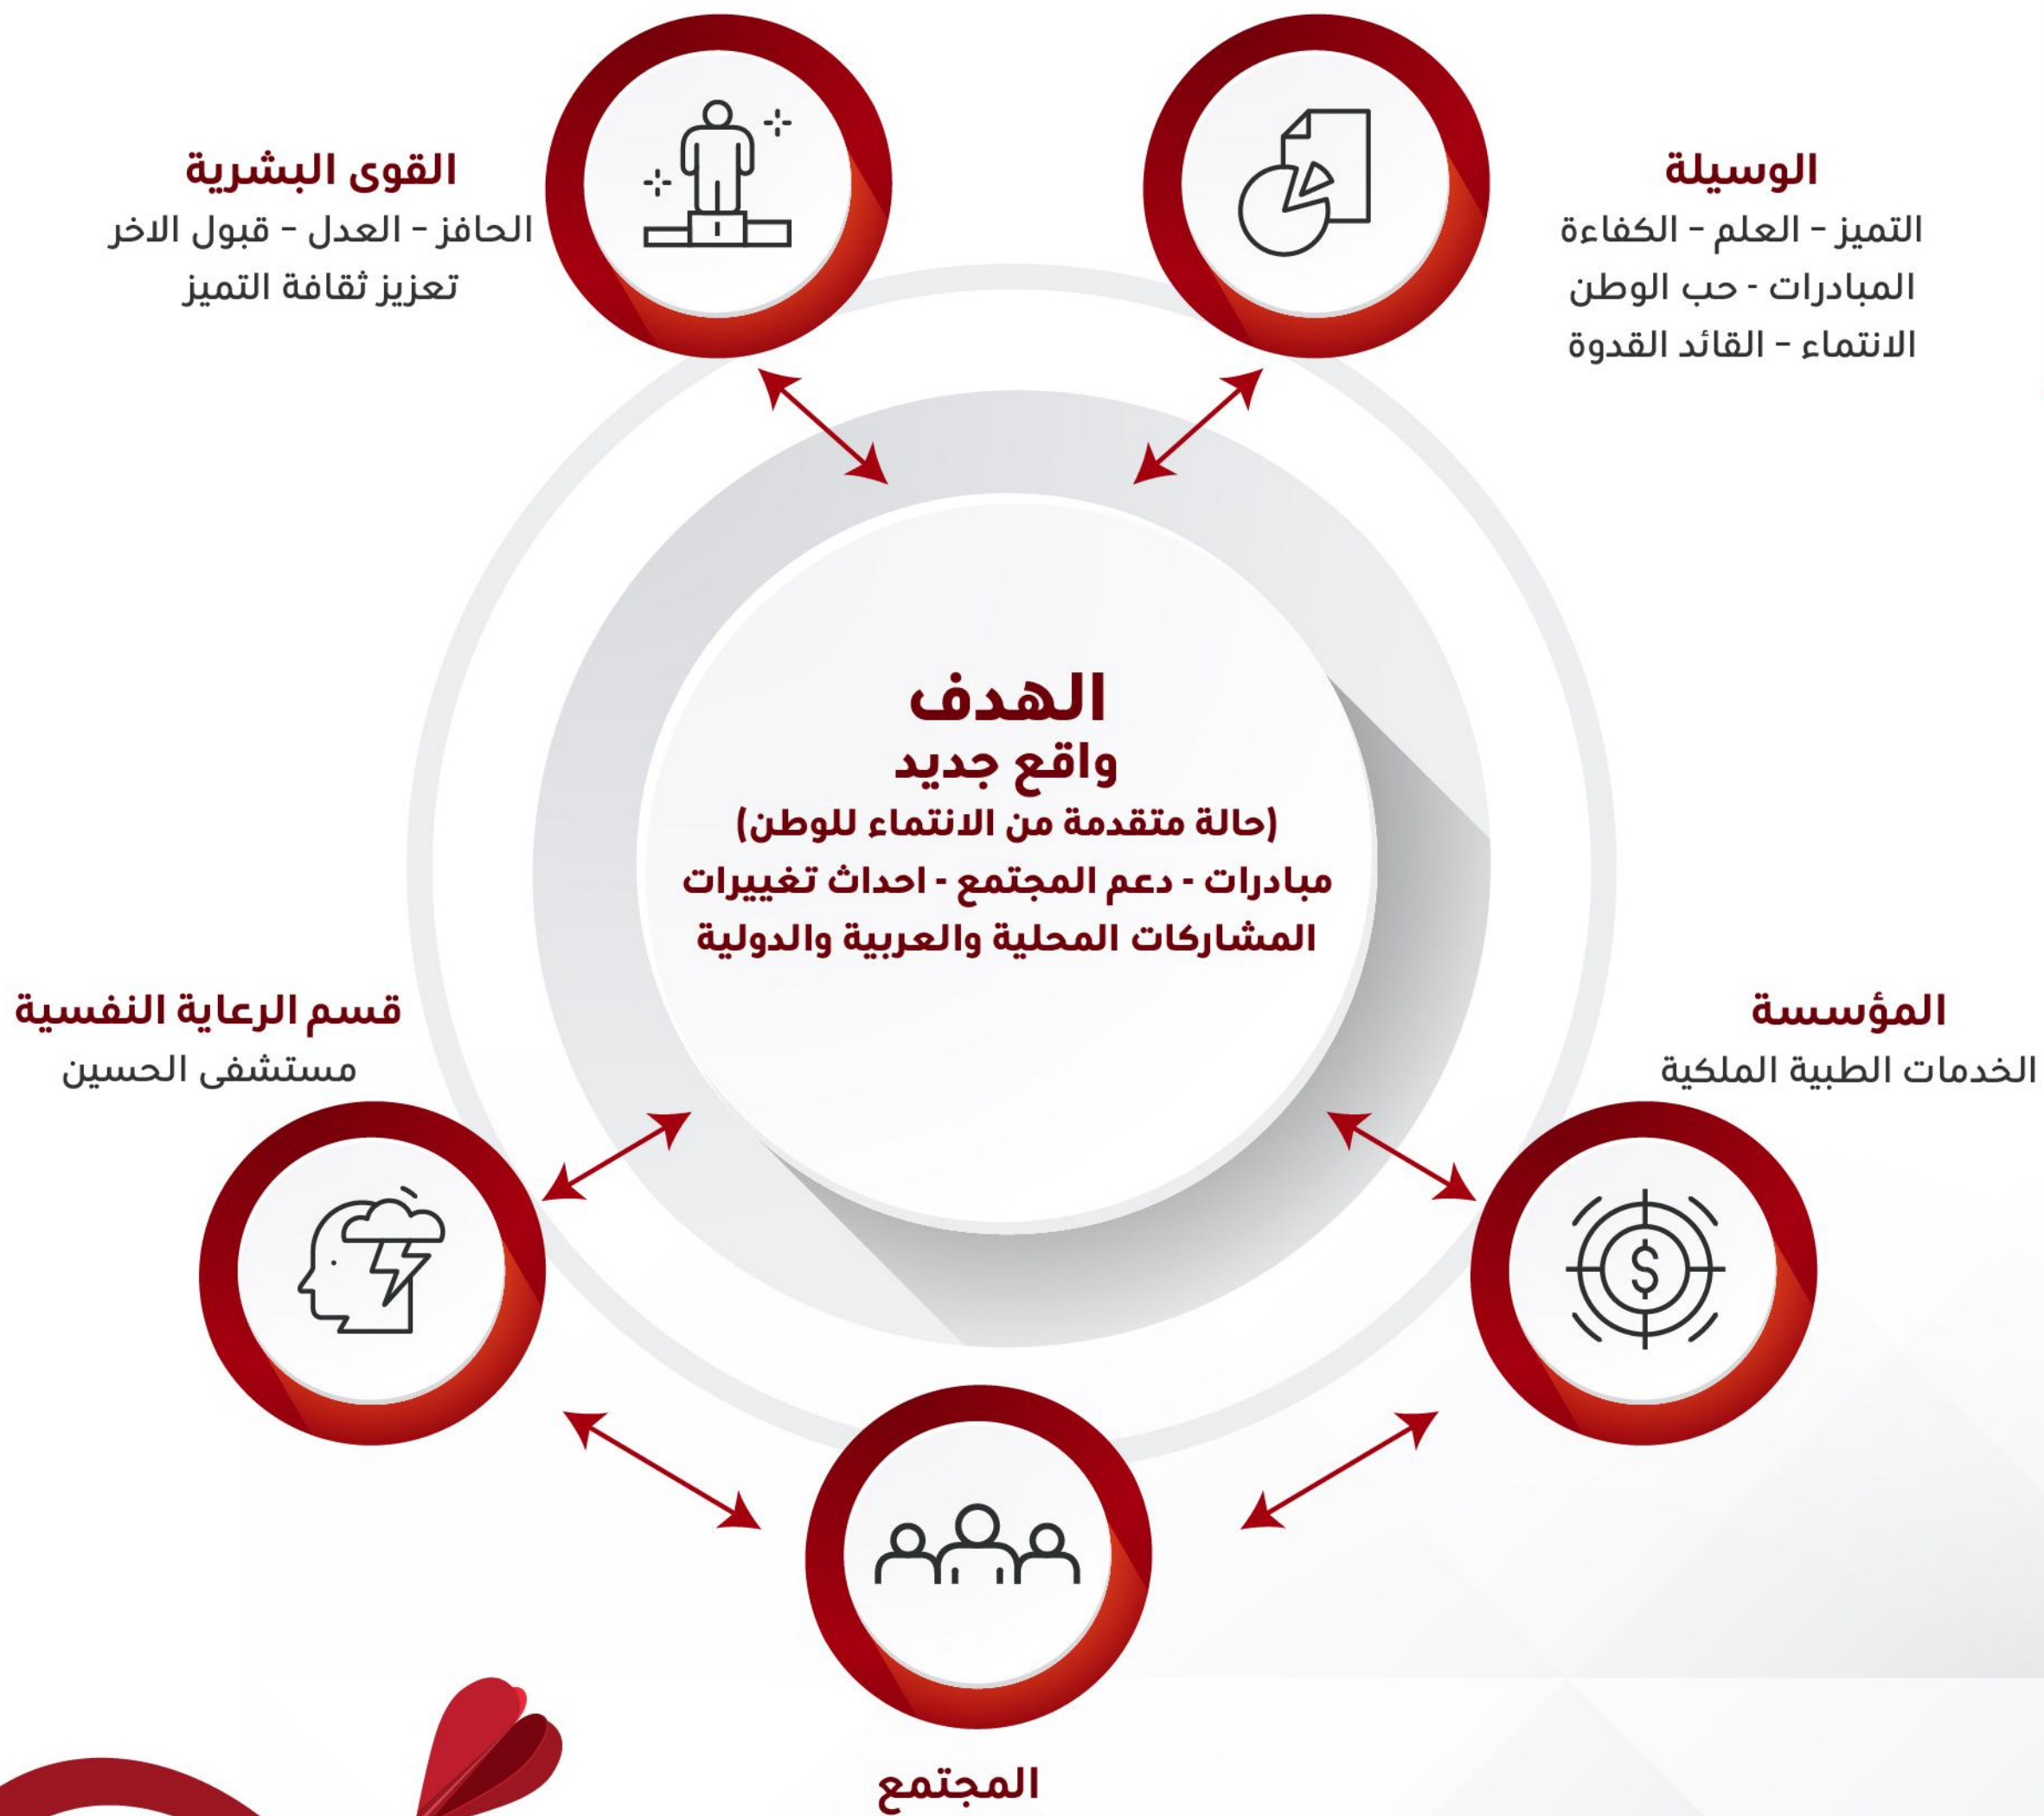 الوسيلة
التميز – العلم – الكفاءة
المبادرات - حب الوطن
الانتماء – القائد القدوة
القوى البشرية
الحافز – العدل – قبول الاخر
تعزيز ثقافة التميز
الهدف
واقع جديد
(حالة متقدمة من الانتماء للوطن)
مبادرات - دعم المجتمع - احداث تغييرات
المشاركات المحلية والعربية والدولية
المؤسسة
الخدمات الطبية الملكية
قسم الرعاية النفسية
مستشفى الحسين
$
المجتمع